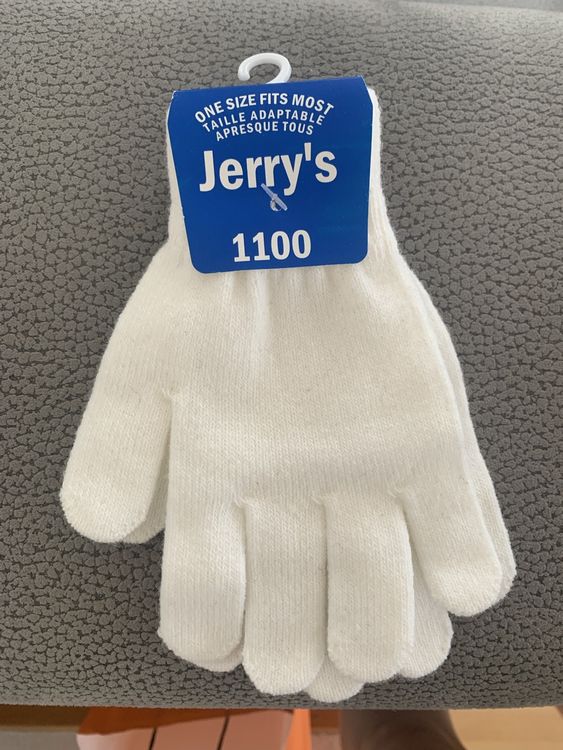 ONE SIZE FITS MOST
TAILLE ADAPTABLE
APRESQUE TOUS
Jerry's
1100